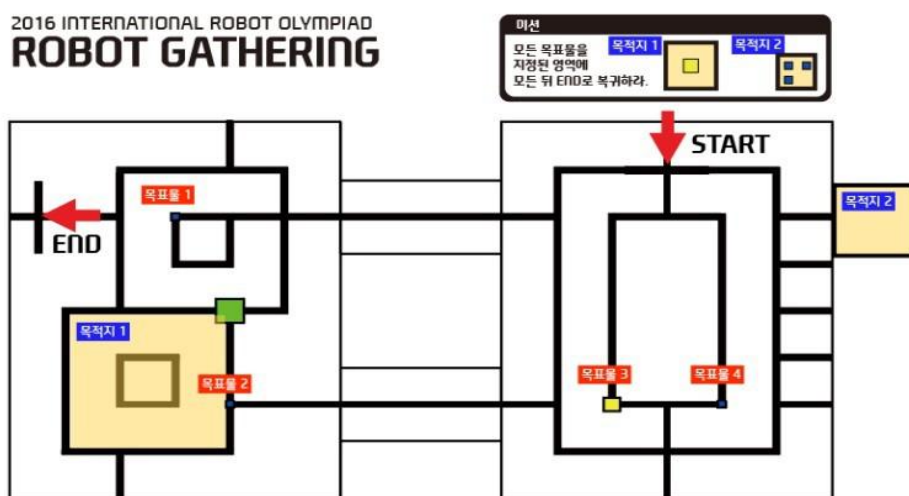 2016 INTERNATIONAL ROBOT OLYMPIAD
ROBOT GATHERING
미션
모든 목표물을
지정된 영역에
모든 뒤 END로 복귀하라.
목적지 1
목적지 2
START
목표물 1
END
목적지 2
목적지 1
목표물 2
목표물 3
목표물 4